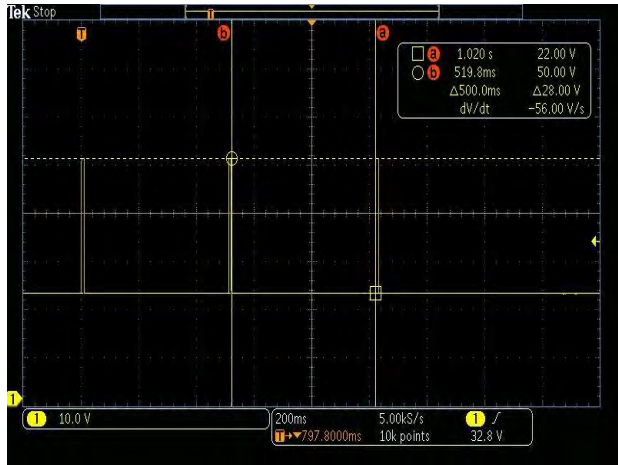 Tek Stop
T
T
b
a
a 1.020 s 22.00 V
b 519.8ms 50.00 V
Δ500.0ms Δ28.00 V
dV/dt -56.00 V/s
1
1 10.0 V
200ms 5.00kS/s 1
T→▼797.8000ms 10k points 32.8 V